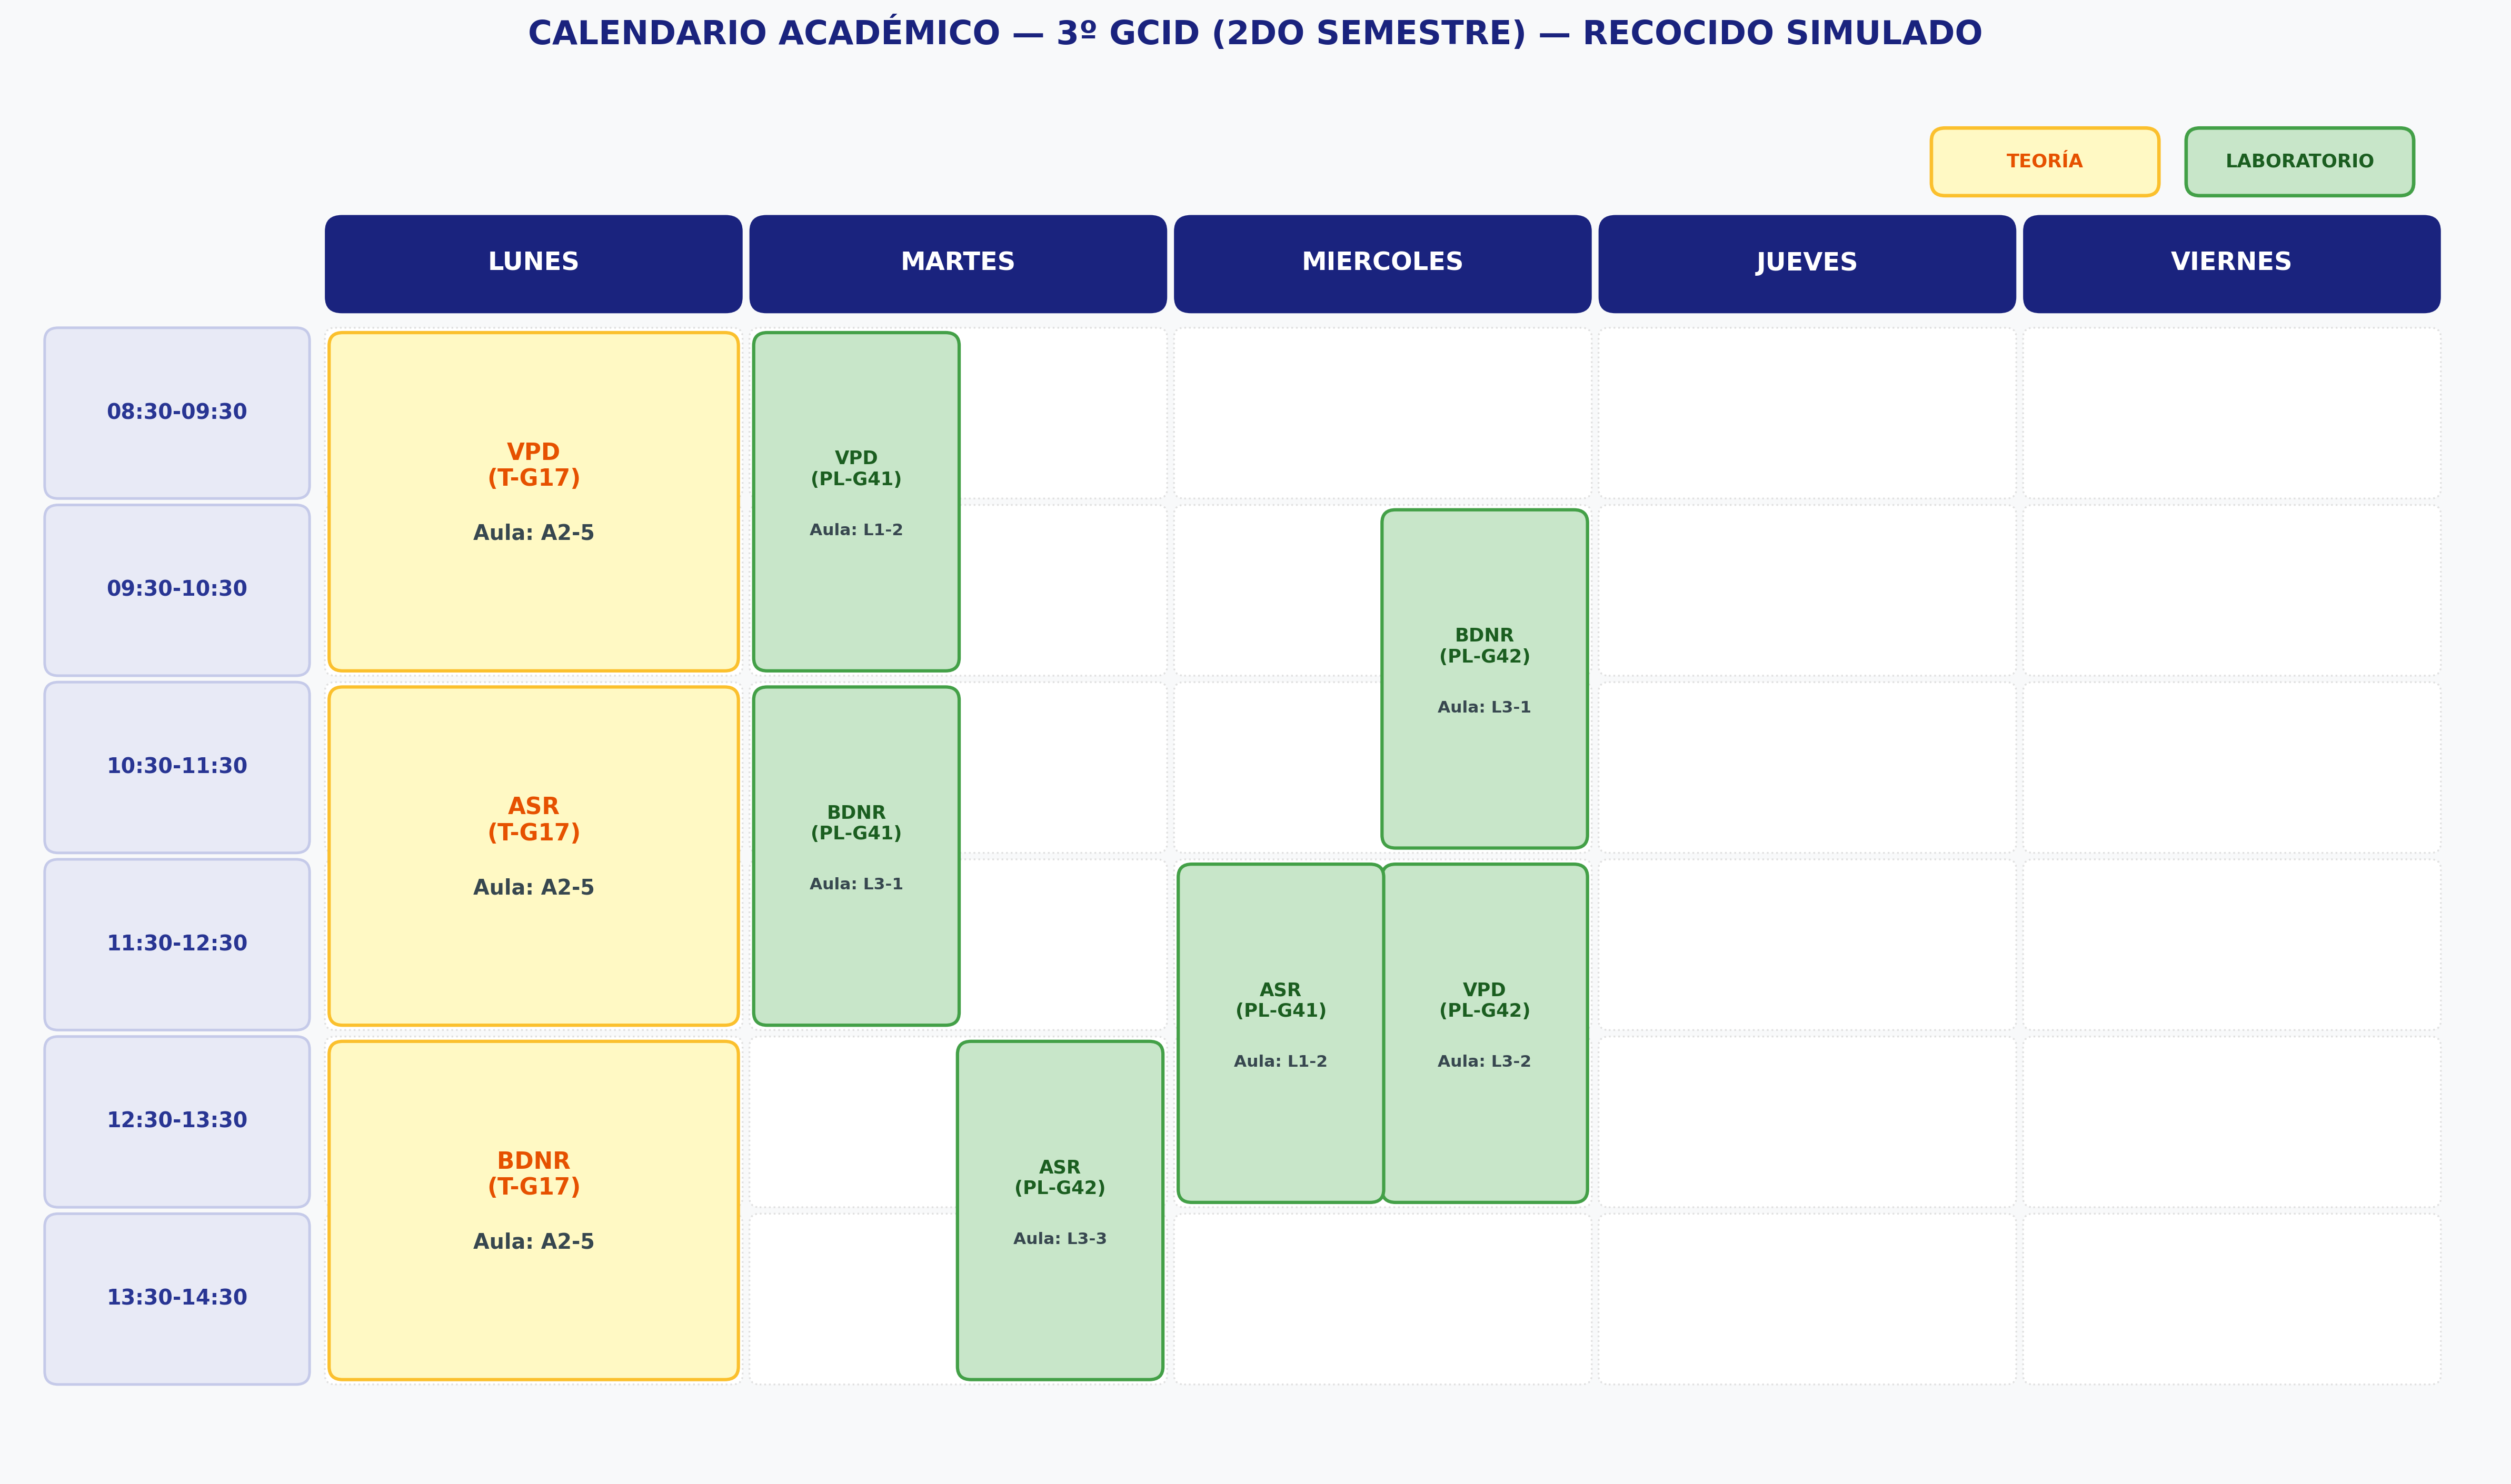 CALENDARIO ACADÉMICO — 3º GCID (2DO SEMESTRE) — RECOCIDO SIMULADO
TEORÍA
LABORATORIO
LUNES
MARTES
MIERCOLES
JUEVES
VIERNES
08:30-09:30
09:30-10:30
10:30-11:30
11:30-12:30
12:30-13:30
13:30-14:30
VPD
(T-G17)
Aula: A2-5
ASR
(T-G17)
Aula: A2-5
BDNR
(T-G17)
Aula: A2-5
VPD
(PL-G41)
Aula: L1-2
BDNR
(PL-G41)
Aula: L3-1
ASR
(PL-G42)
Aula: L3-3
BDNR
(PL-G42)
Aula: L3-1
ASR
(PL-G41)
Aula: L1-2
VPD
(PL-G42)
Aula: L3-2